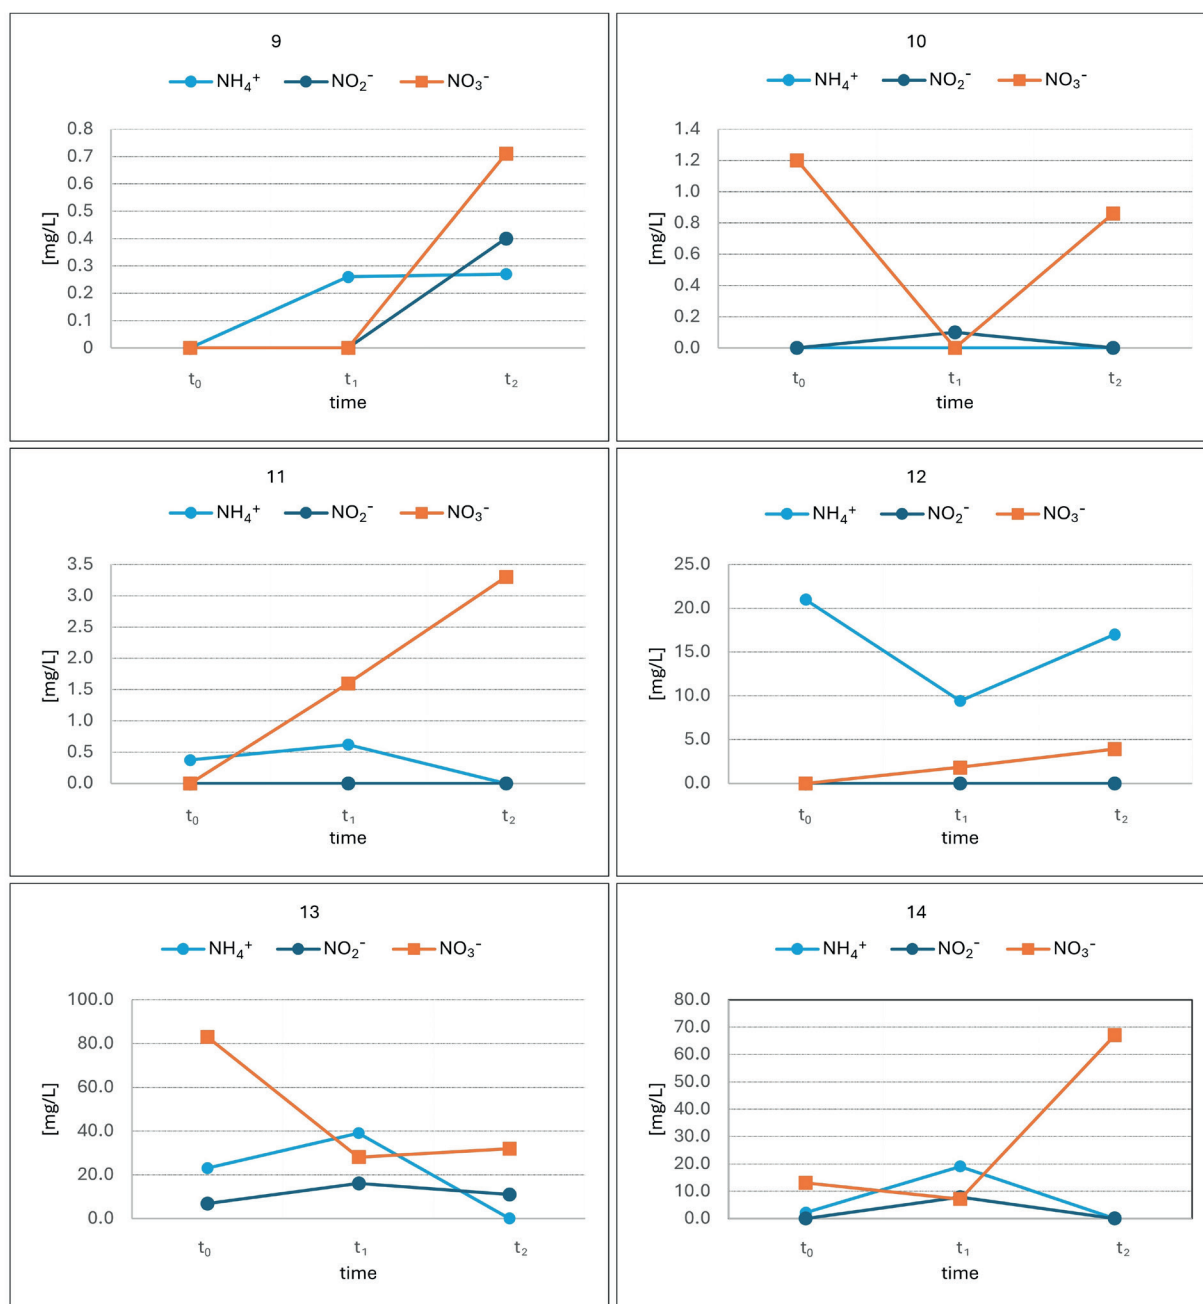 9
NH₄⁺ NO₂⁻ NO₃⁻
0.8
0.7
0.6
0.5
0.4
0.3
0.2
0.1
0
[mg/L]
t₀ t₁ t₂
time
10
NH₄⁺ NO₂⁻ NO₃⁻
1.4
1.2
1.0
0.8
0.6
0.4
0.2
0.0
[mg/L]
t₀ t₁ t₂
time
11
NH₄⁺ NO₂⁻ NO₃⁻
3.5
3.0
2.5
2.0
1.5
1.0
0.5
0.0
[mg/L]
t₀ t₁ t₂
time
12
NH₄⁺ NO₂⁻ NO₃⁻
25.0
20.0
15.0
10.0
5.0
0.0
[mg/L]
t₀ t₁ t₂
time
13
NH₄⁺ NO₂⁻ NO₃⁻
100.0
80.0
60.0
40.0
20.0
0.0
[mg/L]
t₀ t₁ t₂
time
14
NH₄⁺ NO₂⁻ NO₃⁻
80.0
70.0
60.0
50.0
40.0
30.0
20.0
10.0
0.0
[mg/L]
t₀ t₁ t₂
time